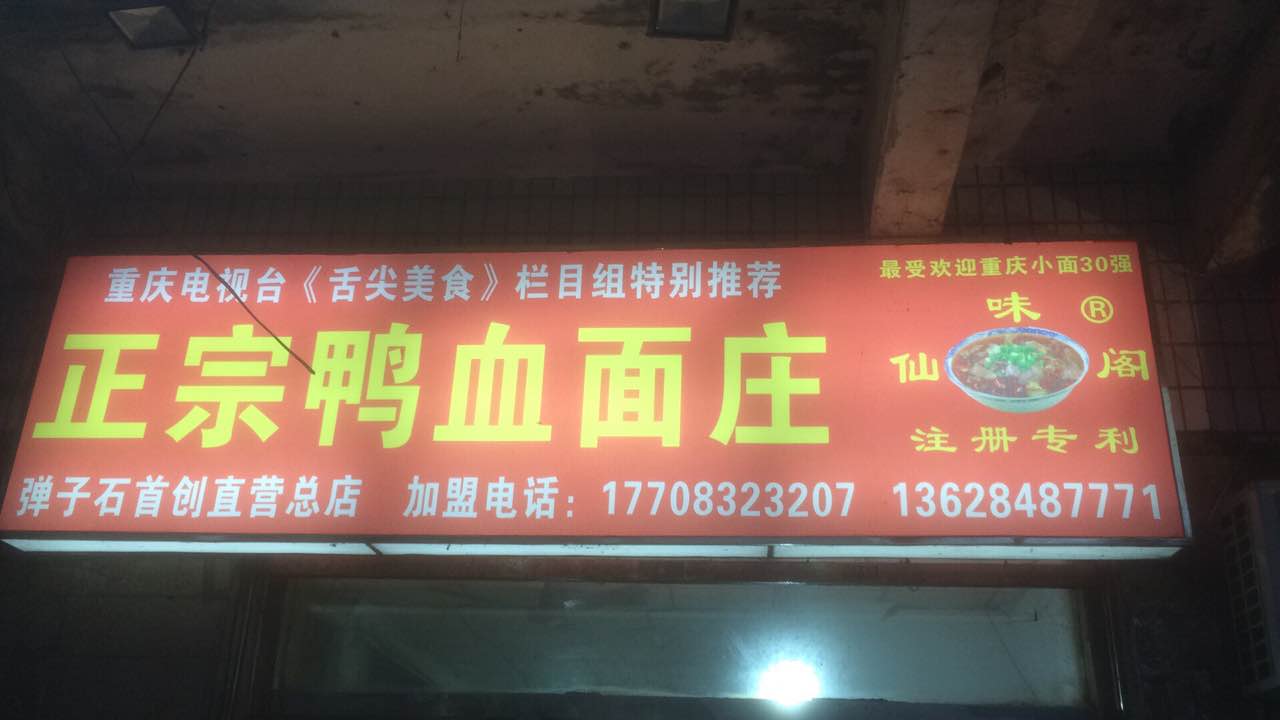 重庆电视台《舌尖美食》栏目组特别推荐
最受欢迎重庆小面30强
正宗鸭血面庄
味仙阁®
注册专利
弹子石首创直营总店 加盟电话：17708323207 13628487771